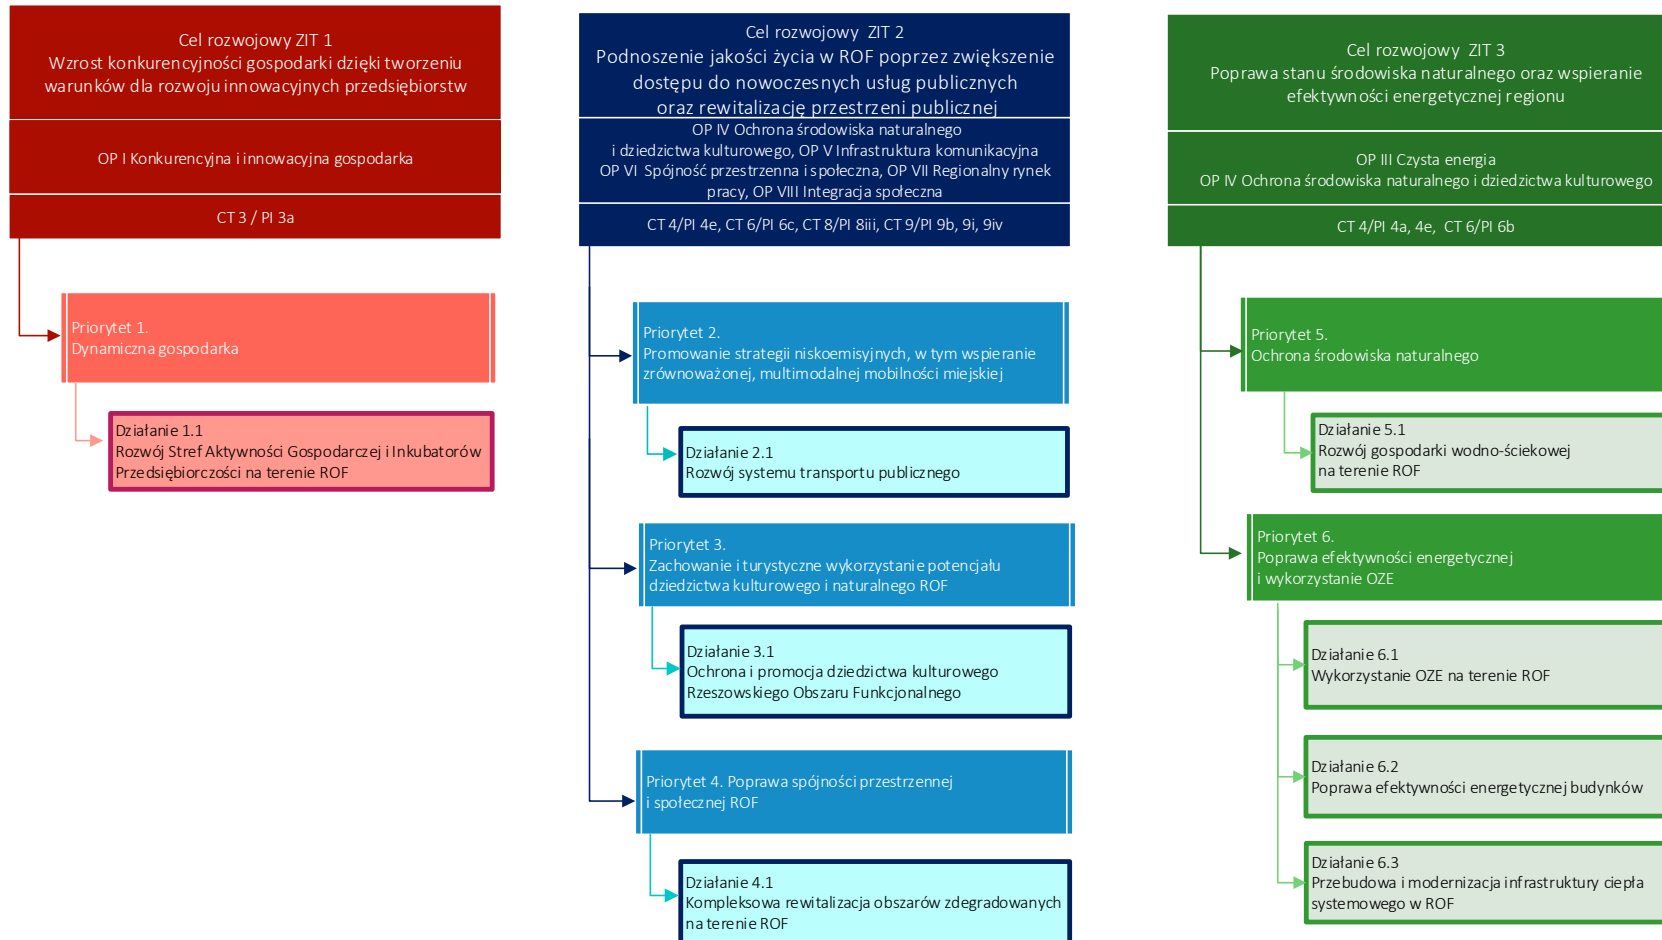 Cel rozwojowy ZIT 1
Wzrost konkurencyjności gospodarki dzięki tworzeniu
warunków dla rozwoju innowacyjnych przedsiębiorstw
OP I Konkurencyjna i innowacyjna gospodarka
CT 3 / PI 3a
Priorytet 1.
Dynamiczna gospodarka
Działanie 1.1
Rozwój Stref Aktywności Gospodarczej i Inkubatorów
Przedsiębiorczości na terenie ROF
Cel rozwojowy ZIT 2
Podnoszenie jakości życia w ROF poprzez zwiększenie
dostępu do nowoczesnych usług publicznych
oraz rewitalizację przestrzeni publicznej
OP IV Ochrona środowiska naturalnego
i dziedzictwa kulturowego, OP V Infrastruktura komunikacyjna
OP VI Spójność przestrzenna i społeczna, OP VII Regionalny rynek
pracy, OP VIII Integracja społeczna
CT 4/PI 4e, CT 6/PI 6c, CT 8/PI 8iii, CT 9/PI 9b, 9i, 9iv
Priorytet 2.
Promowanie strategii niskoemisyjnych, w tym wspieranie
zrównoważonej, multimodalnej mobilności miejskiej
Działanie 2.1
Rozwój systemu transportu publicznego
Priorytet 3.
Zachowanie i turystyczne wykorzystanie potencjału
dziedzictwa kulturowego i naturalnego ROF
Działanie 3.1
Ochrona i promocja dziedzictwa kulturowego
Rzeszowskiego Obszaru Funkcjonalnego
Priorytet 4. Poprawa spójności przestrzennej
i społecznej ROF
Działanie 4.1
Kompleksowa rewitalizacja obszarów zdegradowanych
na terenie ROF
Cel rozwojowy ZIT 3
Poprawa stanu środowiska naturalnego oraz wspieranie
efektywności energetycznej regionu
OP III Czysta energia
OP IV Ochrona środowiska naturalnego i dziedzictwa kulturowego
CT 4/PI 4a, 4e, CT 6/PI 6b
Priorytet 5.
Ochrona środowiska naturalnego
Działanie 5.1
Rozwój gospodarki wodno-ściekowej
na terenie ROF
Priorytet 6.
Poprawa efektywności energetycznej
i wykorzystanie OZE
Działanie 6.1
Wykorzystanie OZE na terenie ROF
Działanie 6.2
Poprawa efektywności energetycznej budynków
Działanie 6.3
Przebudowa i modernizacja infrastruktury ciepła
systemowego w ROF